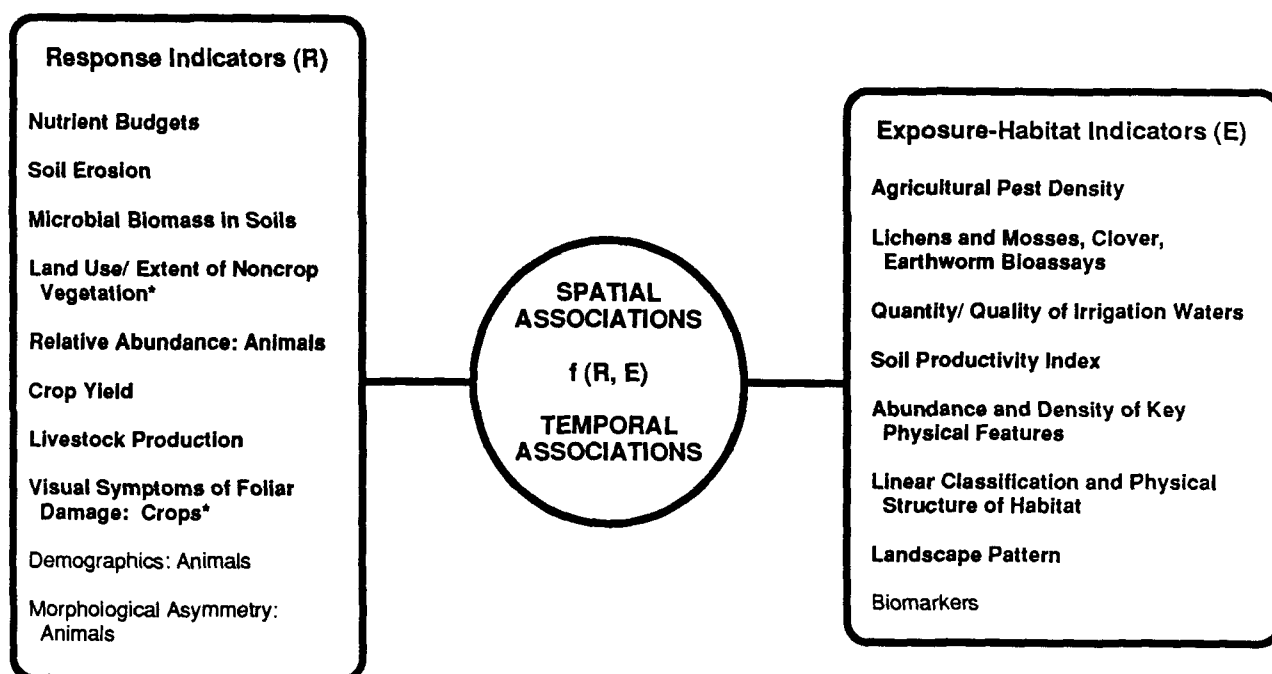 Response Indicators (R)
Nutrient Budgets
Soil Erosion
Microbial Biomass in Soils
Land Use/ Extent of Noncrop
Vegetation*
Relative Abundance: Animals
Crop Yield
Livestock Production
Visual Symptoms of Foliar
Damage: Crops*
Demographics: Animals
Morphological Asymmetry:
Animals
SPATIAL
ASSOCIATIONS
f (R, E)
TEMPORAL
ASSOCIATIONS
Exposure-Habitat Indicators (E)
Agricultural Pest Density
Lichens and Mosses, Clover,
Earthworm Bioassays
Quantity/ Quality of Irrigation Waters
Soil Productivity Index
Abundance and Density of Key
Physical Features
Linear Classification and Physical
Structure of Habitat
Landscape Pattern
Biomarkers